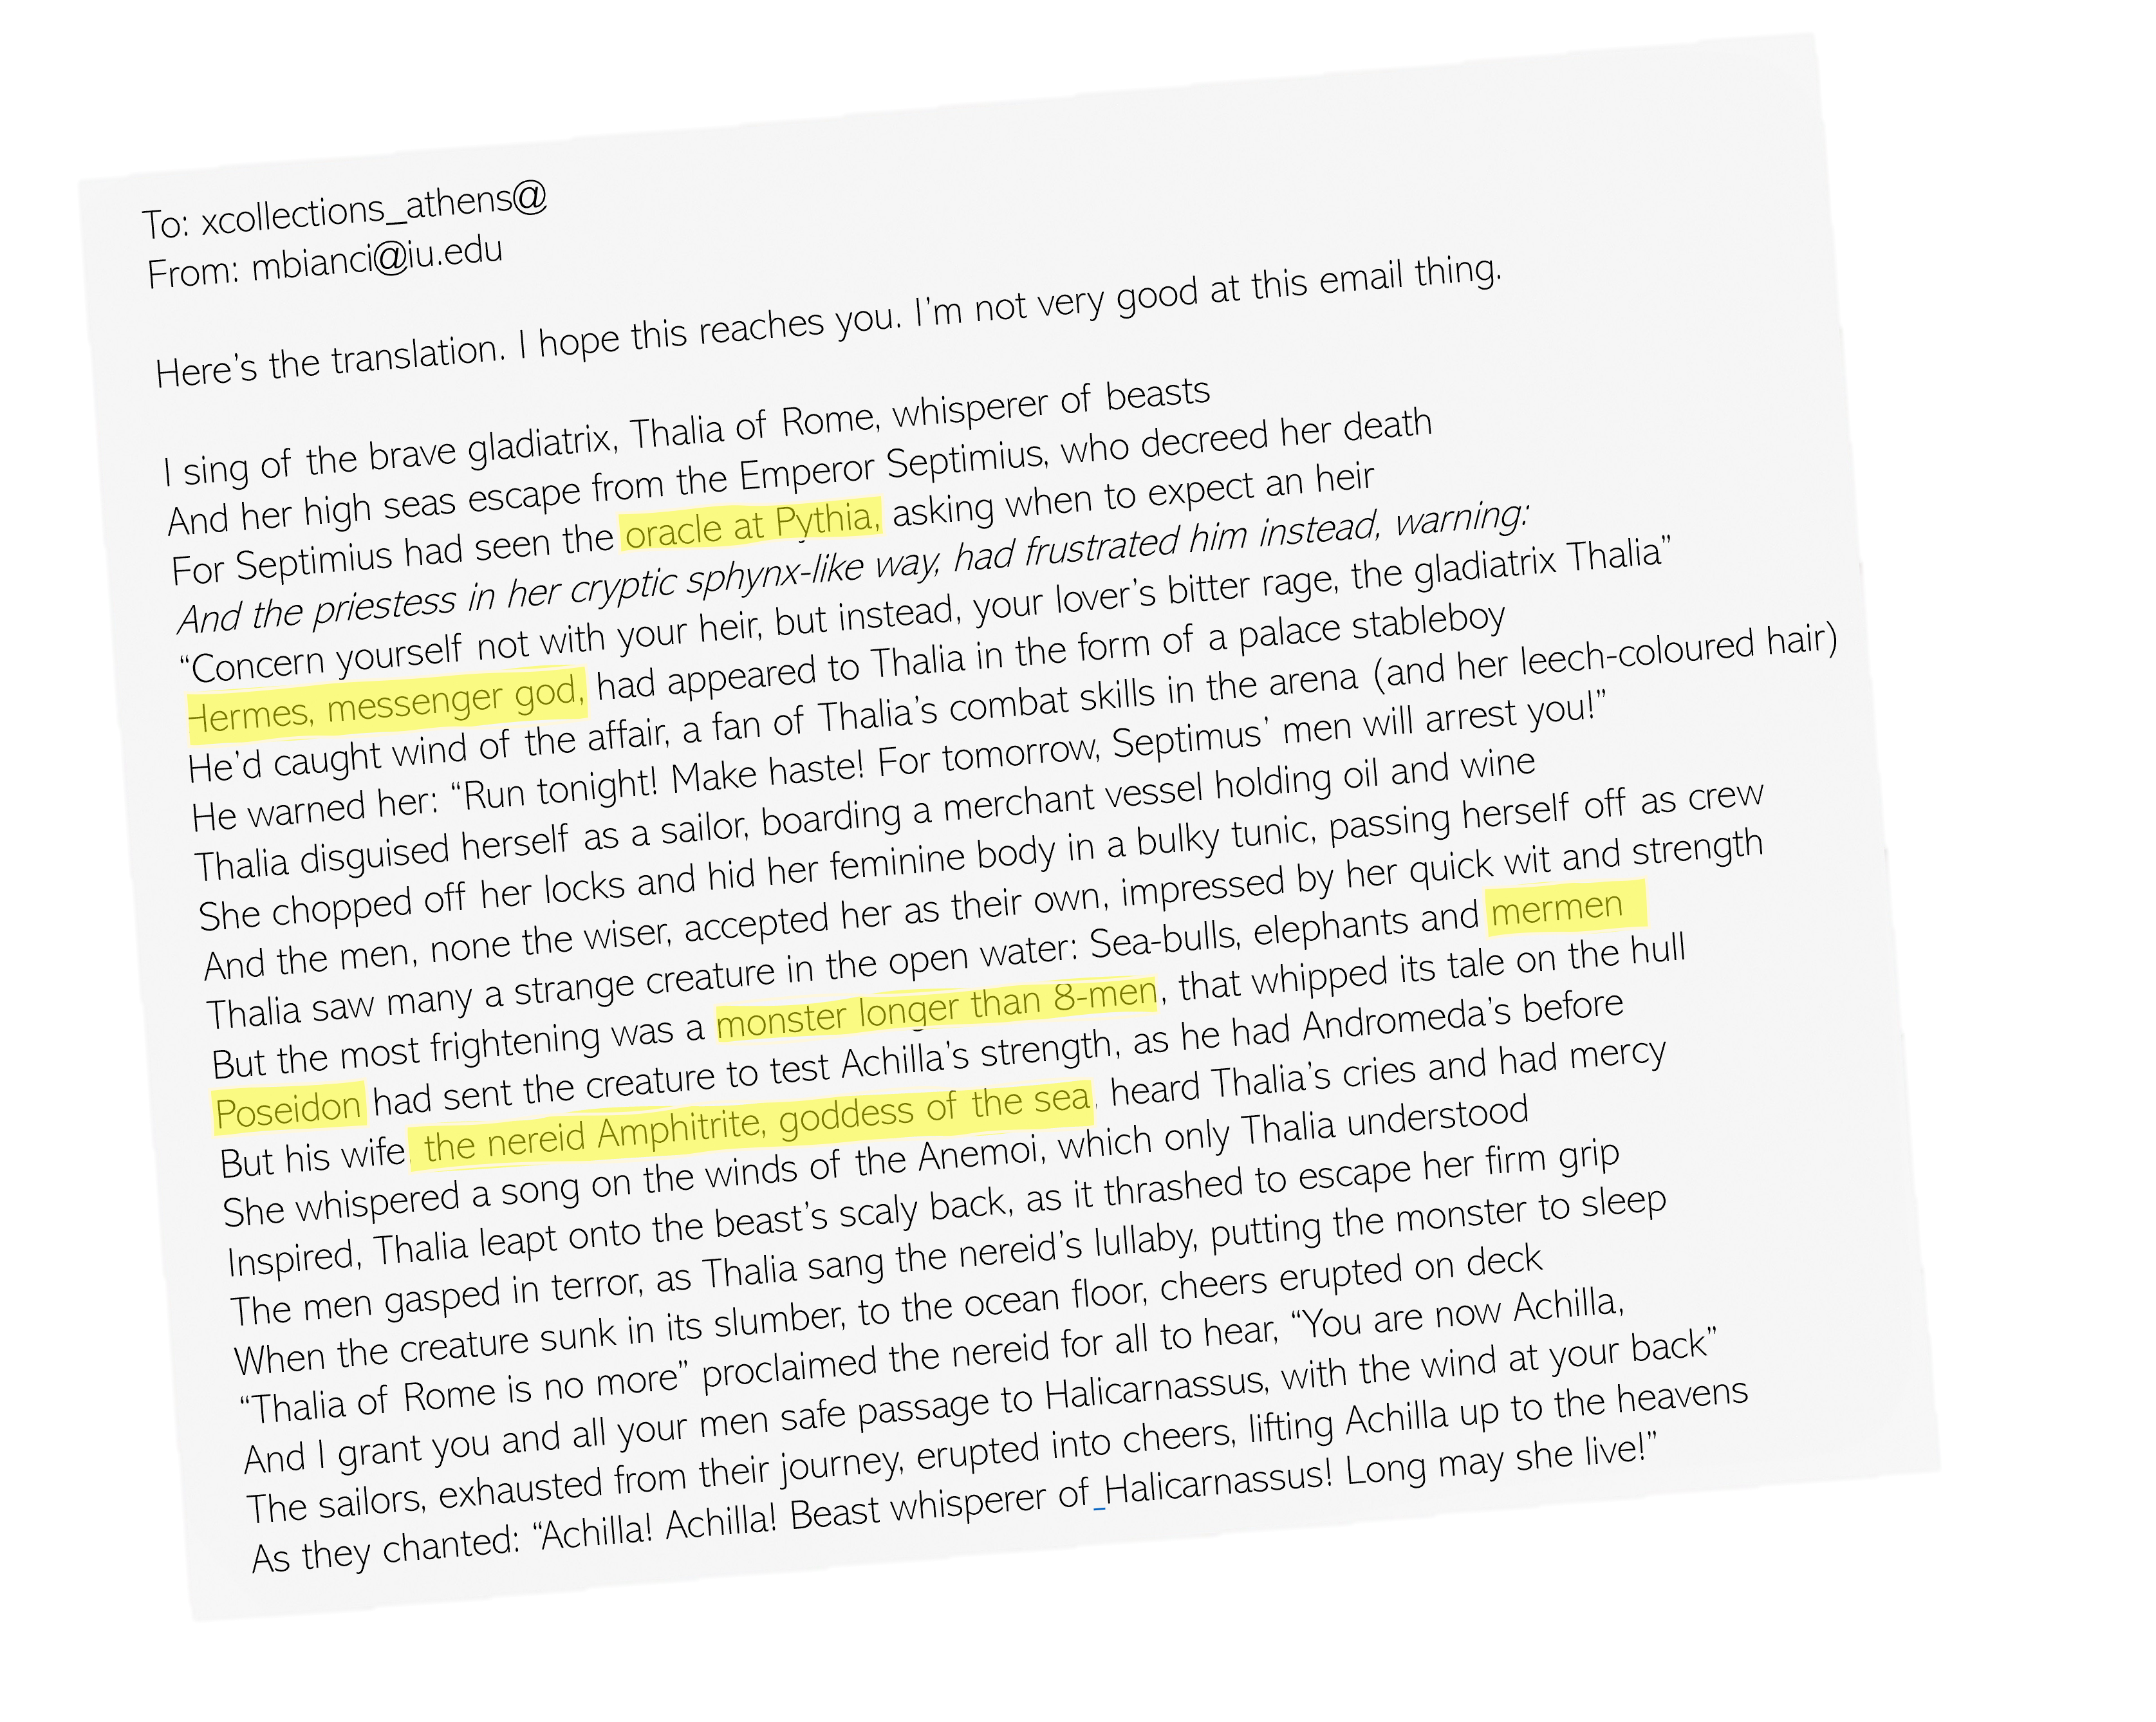 To: xcollections_athens@
From: mbianci@iu.edu
Here’s the translation. I hope this reaches you. I’m not very good at this email thing.
I sing of the brave gladiatrix, Thalia of Rome, whisperer of beasts
And her high seas escape from the Emperor Septimius, who decreed her death
For Septimius had seen the oracle at Pythia, asking when to expect an heir
And the priestess in her cryptic sphynx-like way, had frustrated him instead, warning:
“Concern yourself not with your heir, but instead, your lover’s bitter rage, the gladiatrix Thalia”
Hermes, messenger god, had appeared to Thalia in the form of a palace stableboy
He’d caught wind of the affair, a fan of Thalia’s combat skills in the arena (and her leech-coloured hair)
He warned her: “Run tonight! Make haste! For tomorrow, Septimus’ men will arrest you!”
Thalia disguised herself as a sailor, boarding a merchant vessel holding oil and wine
She chopped off her locks and hid her feminine body in a bulky tunic, passing herself off as crew
And the men, none the wiser, accepted her as their own, impressed by her quick wit and strength
Thalia saw many a strange creature in the open water: Sea-bulls, elephants and mermen
But the most frightening was a monster longer than 8-men, that whipped its tale on the hull
Poseidon had sent the creature to test Achilla’s strength, as he had Andromeda’s before
But his wife, the nereid Amphitrite, goddess of the sea, heard Thalia’s cries and had mercy
She whispered a song on the winds of the Anemoi, which only Thalia understood
Inspired, Thalia leapt onto the beast’s scaly back, as it thrashed to escape her firm grip
The men gasped in terror, as Thalia sang the nereid’s lullaby, putting the monster to sleep
When the creature sunk in its slumber, to the ocean floor, cheers erupted on deck
“Thalia of Rome is no more” proclaimed the nereid for all to hear, “You are now Achilla,
And I grant you and all your men safe passage to Halicarnassus, with the wind at your back”
The sailors, exhausted from their journey, erupted into cheers, lifting Achilla up to the heavens
As they chanted: “Achilla! Achilla! Beast whisperer of Halicarnassus! Long may she live!”